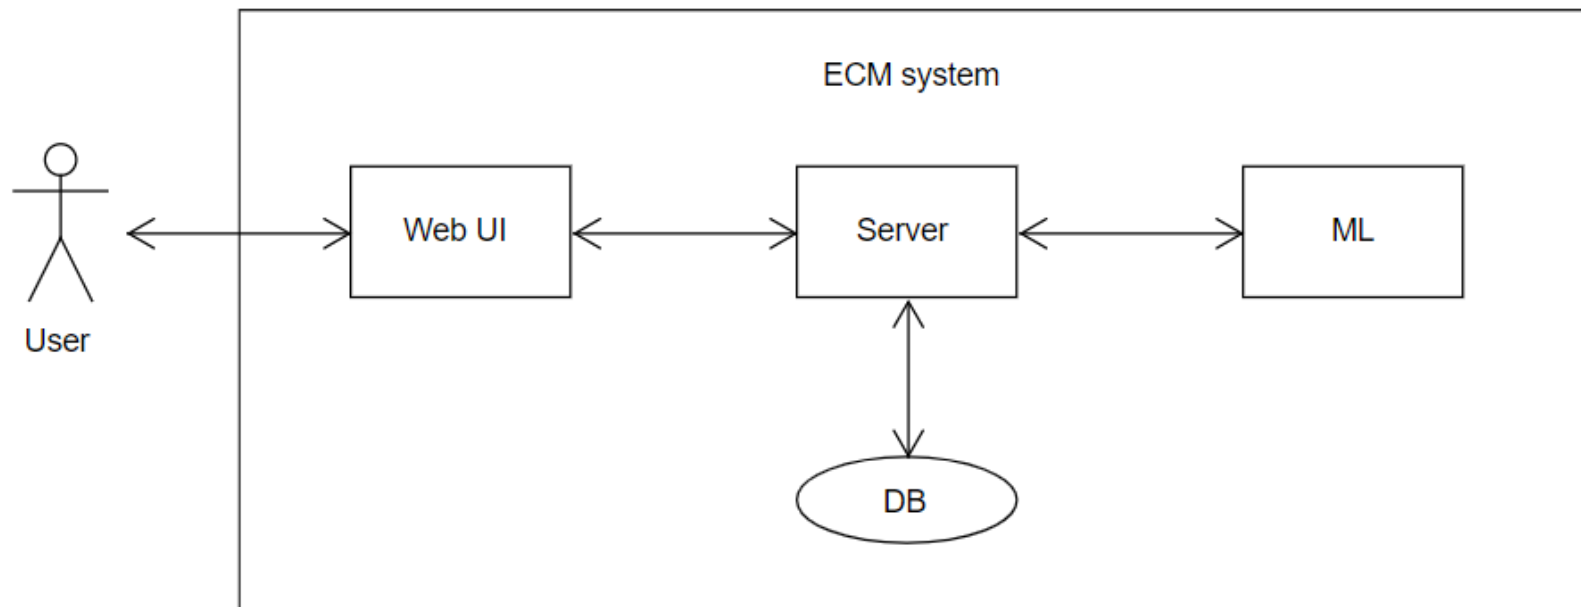 ECM system
User
Web UI
Server
ML
DB